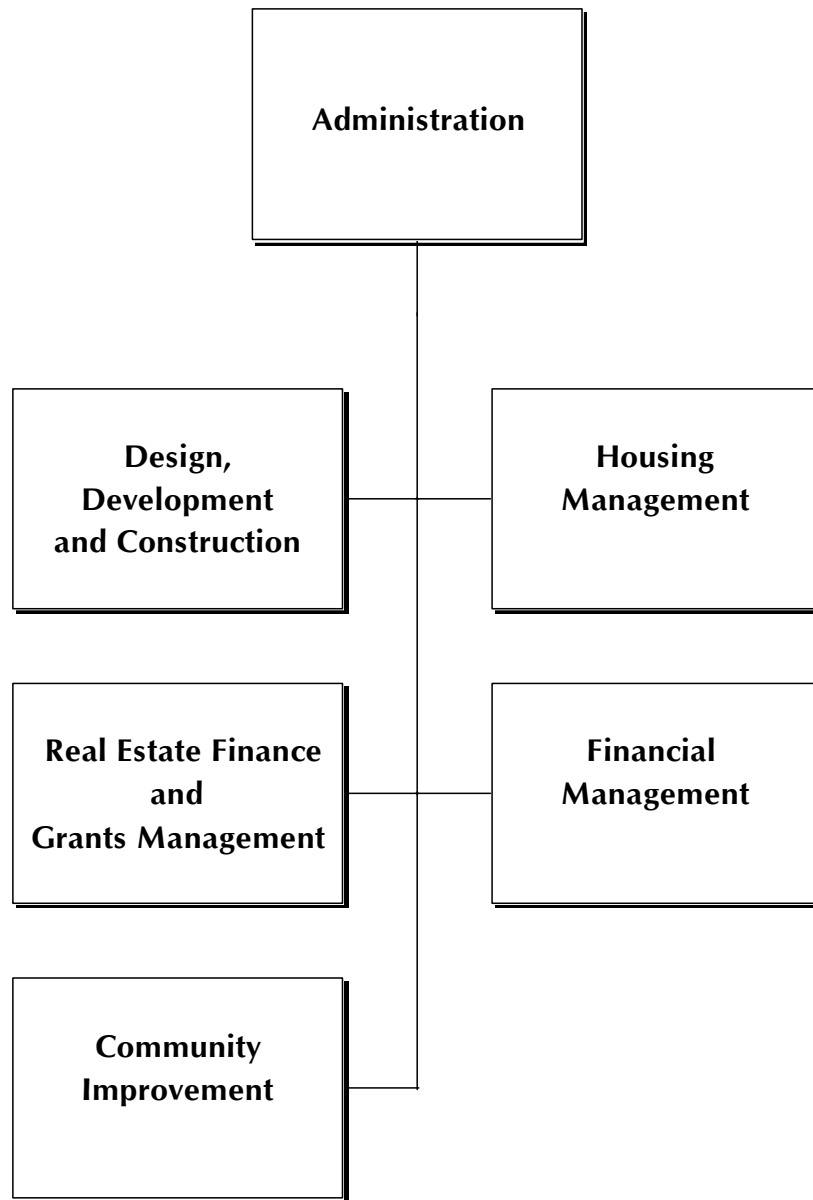 Administration
Design,
Development
and Construction
Housing
Management
Real Estate Finance
and
Grants Management
Financial
Management
Community
Improvement